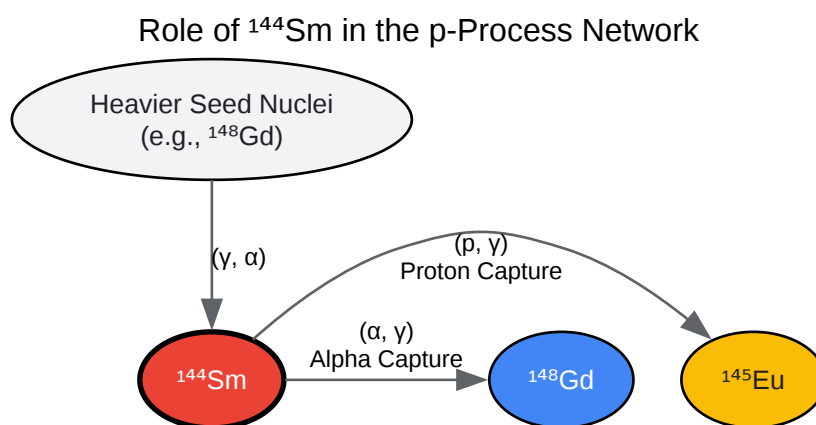 Role of ¹⁴⁴Sm in the p-Process Network
Heavier Seed Nuclei
(e.g., ¹⁴⁸Gd)
(γ, α)
(p, γ)
Proton Capture
(α, γ)
Alpha Capture
¹⁴⁴Sm
¹⁴⁸Gd
¹⁴⁵Eu